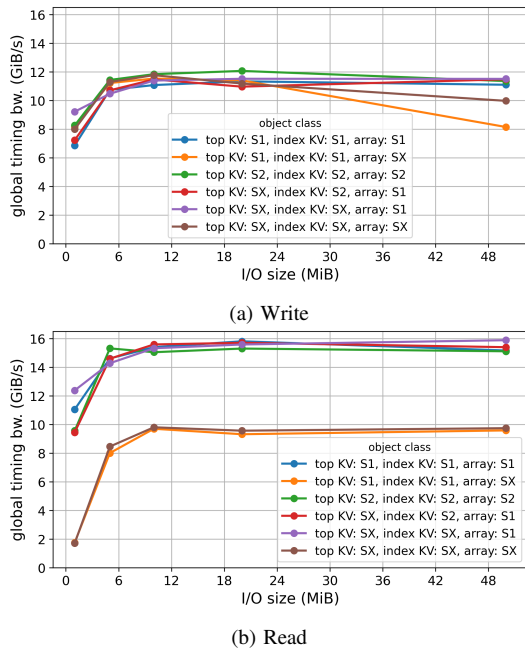 16
14
12
10
8
6
4
2
0
global timing bw. (GiB/s)
object class
top KV: S1, index KV: S1, array: S1
top KV: S1, index KV: S1, array: SX
top KV: S2, index KV: S2, array: S2
top KV: SX, index KV: S2, array: S1
top KV: SX, index KV: SX, array: S1
top KV: SX, index KV: SX, array: SX
0 6 12 18 24 30 36 42 48
I/O size (MiB)
(a) Write
16
14
12
10
8
6
4
2
0
global timing bw. (GiB/s)
object class
top KV: S1, index KV: S1, array: S1
top KV: S1, index KV: S1, array: SX
top KV: S2, index KV: S2, array: S2
top KV: SX, index KV: S2, array: S1
top KV: SX, index KV: SX, array: S1
top KV: SX, index KV: SX, array: SX
0 6 12 18 24 30 36 42 48
I/O size (MiB)
(b) Read